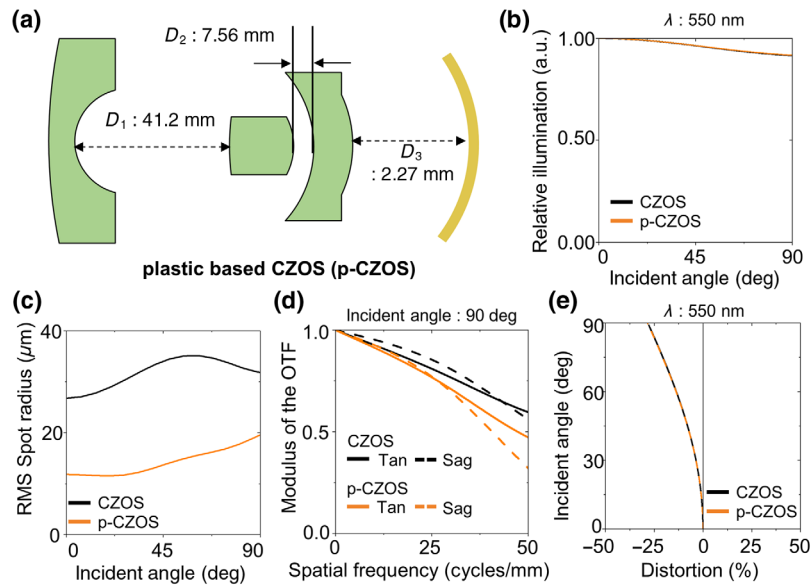 (a)
D₂ : 7.56 mm
D₁ : 41.2 mm
D₃
: 2.27 mm
plastic based CZOS (p-CZOS)
(b)
λ : 550 nm
Relative illumination (a.u.)
1.00
0.50
0.00
CZOS
p-CZOS
0
45
90
Incident angle (deg)
(c)
RMS Spot radius (µm)
40
20
0
CZOS
p-CZOS
0
45
90
Incident angle (deg)
(d)
Incident angle : 90 deg
Modulus of the OTF
1.0
0.5
0.0
CZOS
Tan
Sag
p-CZOS
Tan
Sag
0
25
50
Spatial frequency (cycles/mm)
(e)
λ : 550 nm
Incident angle (deg)
90
60
30
0
CZOS
p-CZOS
−50
−25
0
25
50
Distortion (%)